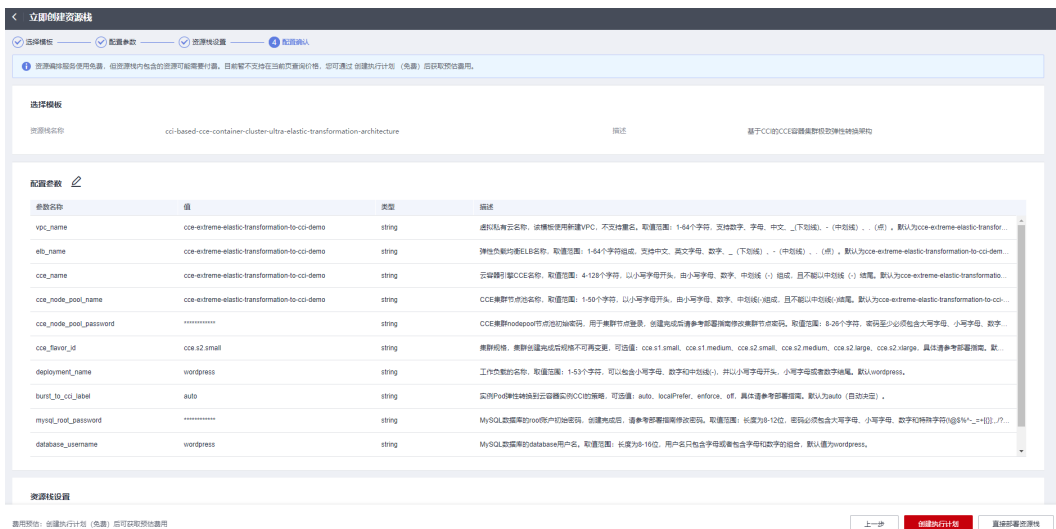 立即创建资源栈
选择模板 配置参数 资源栈设置 4 配置确认
资源编排服务使用免费，但资源栈内包含的资源可能需要付费。目前暂不支持在当前页查询价格，您可通过 创建执行计划 （免费）后获取预估费用。
选择模板
资源栈名称 cci-based-cce-container-cluster-ultra-elastic-transformation-architecture 描述 基于CCI的CCE容器集群极致弹性转换架构
配置参数
参数名称 值 类型 描述
vpc_name cce-extreme-elastic-transformation-to-cci-demo string 虚拟私有云名称，该模板使用新建VPC，不支持重名。取值范围：1-64个字符，支持数字、字母、中文、_（下划线）、-（中划线）、.（点）。默认为cce-extreme-elastic-transfor...
elb_name cce-extreme-elastic-transformation-to-cci-demo string 弹性负载均衡ELB名称，取值范围：1-64个字符组成，支持中文、英文字母、数字、_（下划线）、-（中划线）、.（点）。默认为cce-extreme-elastic-transformation-to-cci-dem...
cce_name cce-extreme-elastic-transformation-to-cci-demo string 云容器引擎CCE名称，取值范围：4-128个字符，以小写字母开头，由小写字母、数字、中划线（-）组成，且不能以中划线（-）结尾。默认为cce-extreme-elastic-transformatio...
cce_node_pool_name cce-extreme-elastic-transformation-to-cci-demo string CCE集群节点池名称，取值范围：1-50个字符，以小写字母开头，由小写字母、数字、中划线(-)组成，且不能以中划线(-)结尾。默认为cce-extreme-elastic-transformation-to-cci-...
cce_node_pool_password ************ string CCE集群nodepool节点池初始密码，用于集群节点登录，创建完成后请参考部署指南修改集群节点密码。取值范围：8-26个字符，密码至少必须包含大写字母、小写字母、数字...
cce_flavor_id cce.s2.small string 集群规格，集群创建完成后规格不可再变更，可选值：cce.s1.small，cce.s1.medium，cce.s2.small，cce.s2.medium，cce.s2.large，cce.s2.xlarge，具体请参考部署指南。默...
deployment_name wordpress string 工作负载的名称，取值范围：1-53个字符，可以包含小写字母、数字和中划线(-)，并以小写字母开头，小写字母或者数字结尾。默认wordpress。
burst_to_cci_label auto string 实例Pod弹性转移到云容器实例CCI的策略，可选值：auto、localPrefer、enforce、off，具体请参考部署指南。默认为auto（自动决定）。
mysql_root_password ************ string MySQL数据库的root账户初始密码，创建完成后，请参考部署指南修改密码。取值范围：长度为8-12位，密码必须包含大写字母、小写字母、数字和特殊字符(!@$%^-_=+[{}]:,./?...
database_username wordpress string MySQL数据库的database用户名。取值范围：长度为8-16位，用户名只包含字母或者包含字母和数字的组合，默认值为wordpress。
资源栈设置
费用预估：创建执行计划（免费）后可获取预估费用 上一步 创建执行计划 直接部署资源栈